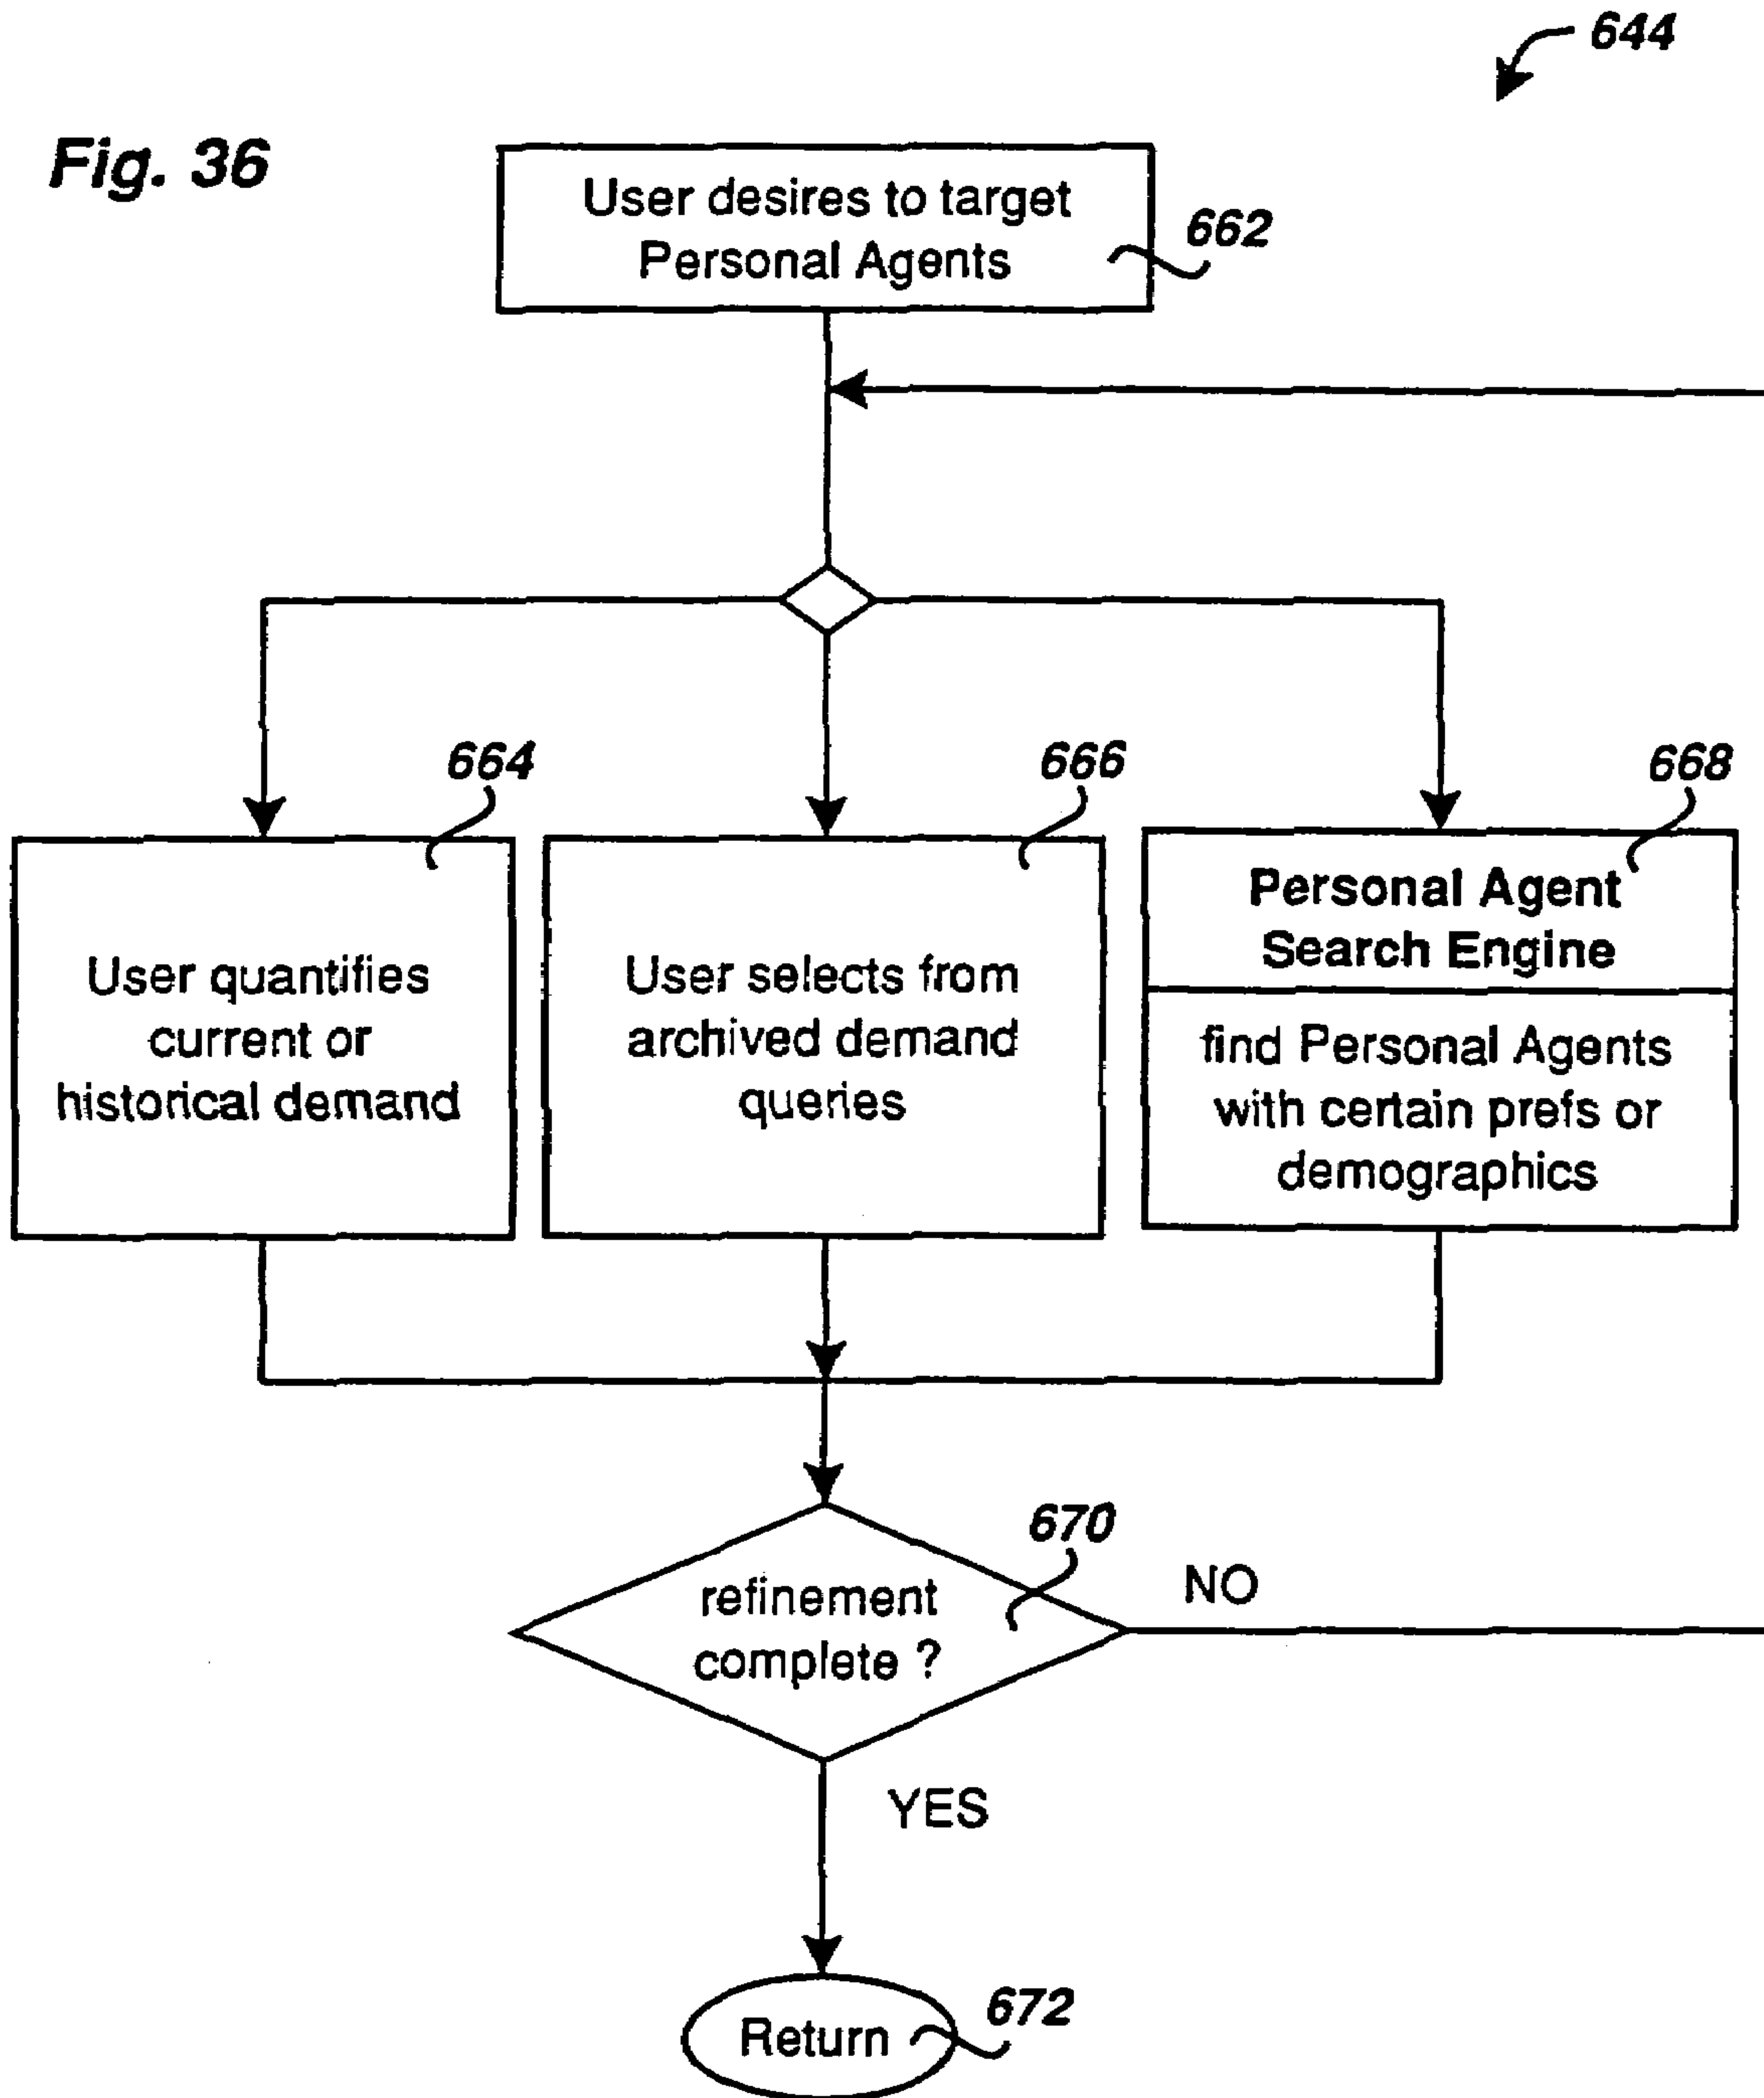 644
Fig. 36
User desires to target
Personal Agents
662
664
666
668
User quantifies
current or
historical demand
User selects from
archived demand
queries
Personal Agent
Search Engine
find Personal Agents
with certain prefs or
demographics
670
refinement
complete ?
NO
YES
Return
672